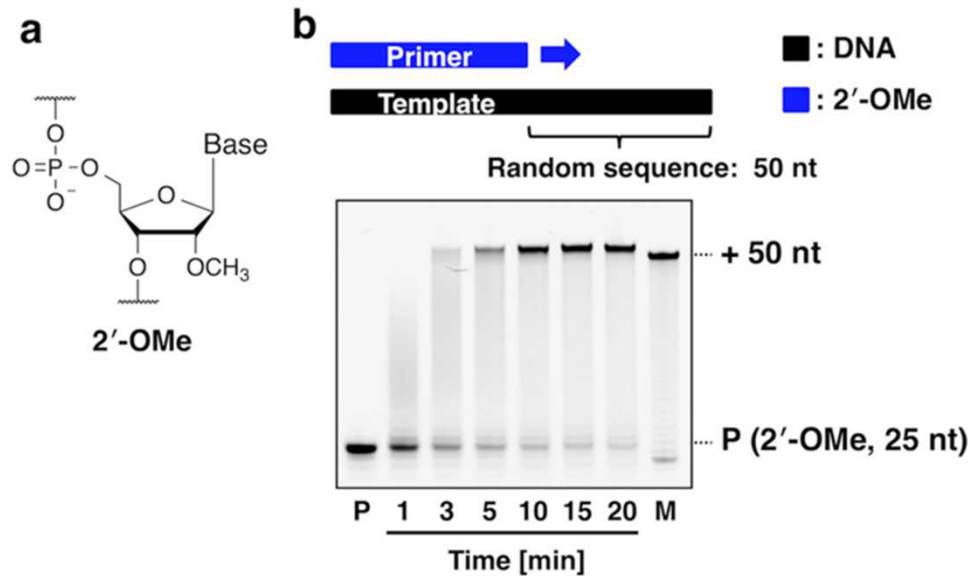 a
O
O=P-O
O⁻
O
Base
O
OCH₃
2′-OMe
b
Primer
Template
: DNA
: 2′-OMe
Random sequence: 50 nt
+ 50 nt
P (2′-OMe, 25 nt)
P 1 3 5 10 15 20 M
Time [min]